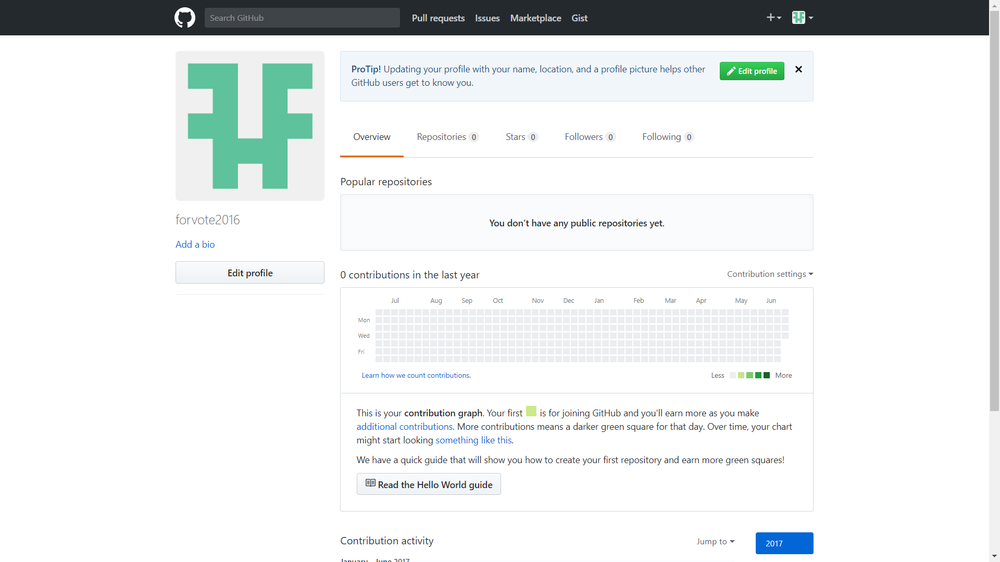 Search GitHub
Pull requests Issues Marketplace Gist
ProTip! Updating your profile with your name, location, and a profile picture helps other
GitHub users get to know you.
Edit profile
Overview Repositories 0 Stars 0 Followers 0 Following 0
forvote2016
Add a bio
Edit profile
Popular repositories
You don’t have any public repositories yet.
0 contributions in the last year
Contribution settings
Jul Aug Sep Oct Nov Dec Jan Feb Mar Apr May Jun
Mon
Wed
Fri
Learn how we count contributions.
Less More
This is your contribution graph. Your first is for joining GitHub and you'll earn more as you make
additional contributions. More contributions means a darker green square for that day. Over time, your chart
might start looking something like this.
We have a quick guide that will show you how to create your first repository and earn more green squares!
Read the Hello World guide
Contribution activity
Jump to
2017
January - June 2017